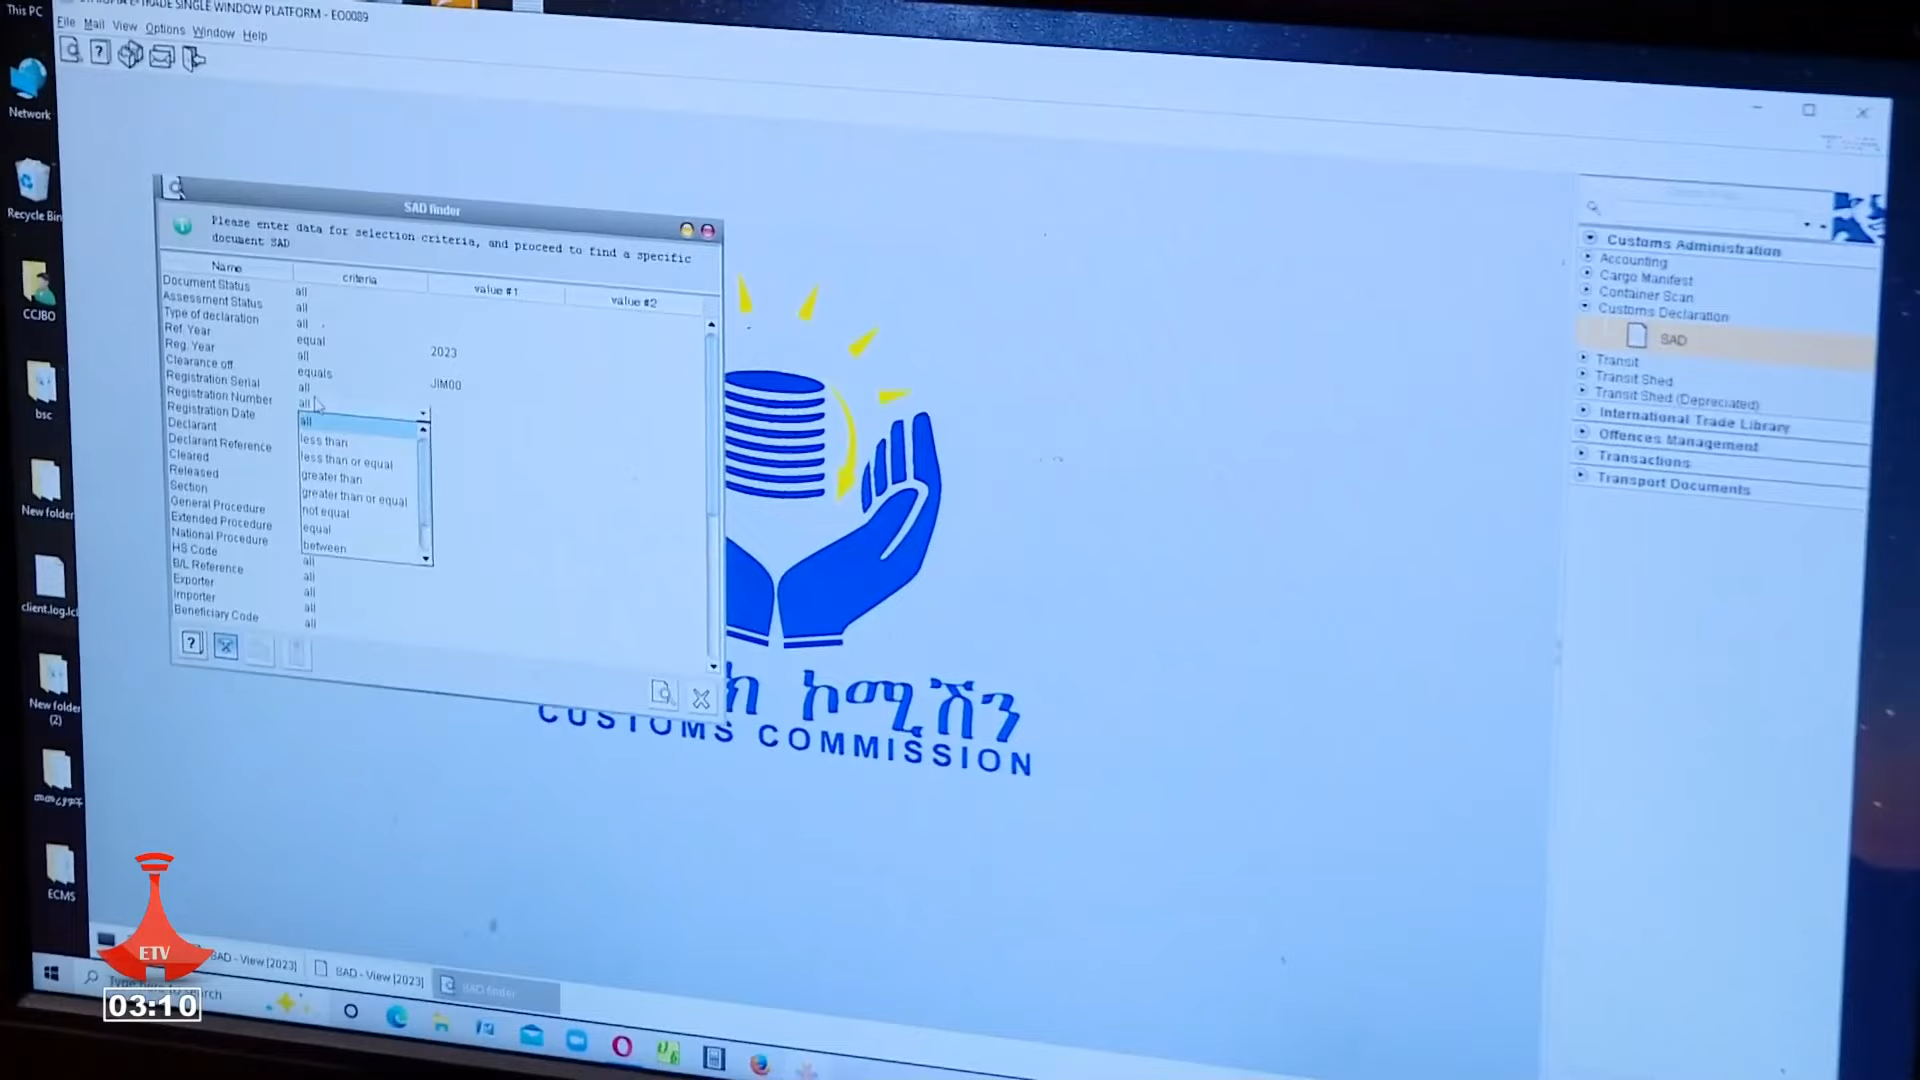 This PC
TRADE SINGLE WINDOW PLATFORM - EO0089
File Mail View Options Window Help
Network
Recycle Bin
CCJBO
bsc
New folder
client.log.lc
New folder (2)
ECMS
SAD finder
Please enter data for selection criteria, and proceed to find a specific
document SAD
Name criteria value #1 value #2
Document Status all
Assessment Status all
Type of declaration all
Ref. Year equal 2023
Reg. Year all
Clearance off. equals JIM00
Registration Serial all
Registration Number all
Registration Date
Declarant
Declarant Reference
Cleared
Released
Section
General Procedure
Extended Procedure
National Procedure
HS Code all
B/L Reference all
Exporter all
Importer all
Beneficiary Code all
all
less than
less than or equal
greater than
greater than or equal
not equal
equal
between
ኮሚሽን
CUSTOMS COMMISSION
Customs Administration
Accounting
Cargo Manifest
Container Scan
Customs Declaration
SAD
Transit
Transit Shed
Transit Shed (Depreciated)
International Trade Library
Offences Management
Transactions
Transport Documents
SAD - View [2023]
SAD - View [2023]
SAD finder
Type here to search
ETV
03:10